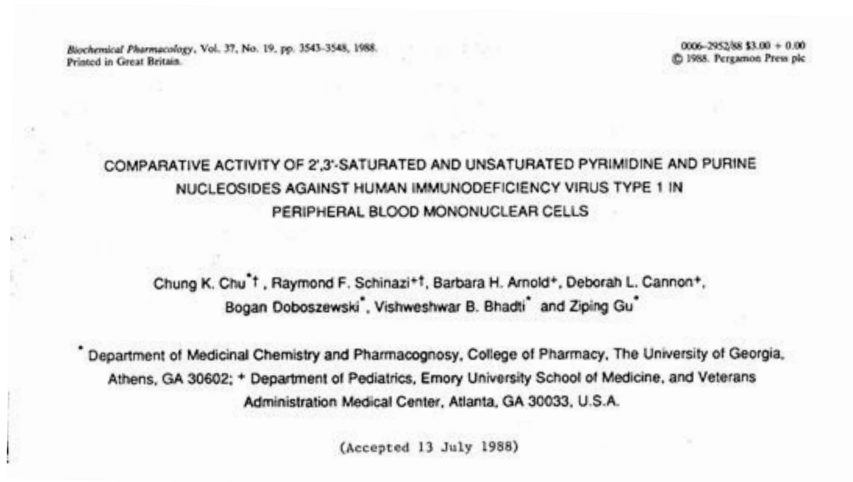 Biochemical Pharmacology, Vol. 37, No. 19, pp. 3543-3548, 1988.
Printed in Great Britain.
0006-2952/88 $3.00 + 0.00
© 1988. Pergamon Press plc
COMPARATIVE ACTIVITY OF 2',3'-SATURATED AND UNSATURATED PYRIMIDINE AND PURINE
NUCLEOSIDES AGAINST HUMAN IMMUNODEFICIENCY VIRUS TYPE 1 IN
PERIPHERAL BLOOD MONONUCLEAR CELLS
Chung K. Chu*† , Raymond F. Schinazi+†, Barbara H. Arnold+, Deborah L. Cannon+,
Bogan Doboszewski*, Vishweshwar B. Bhadti* and Ziping Gu*
* Department of Medicinal Chemistry and Pharmacognosy, College of Pharmacy, The University of Georgia,
Athens, GA 30602; + Department of Pediatrics, Emory University School of Medicine, and Veterans
Administration Medical Center, Atlanta, GA 30033, U.S.A.
(Accepted 13 July 1988)